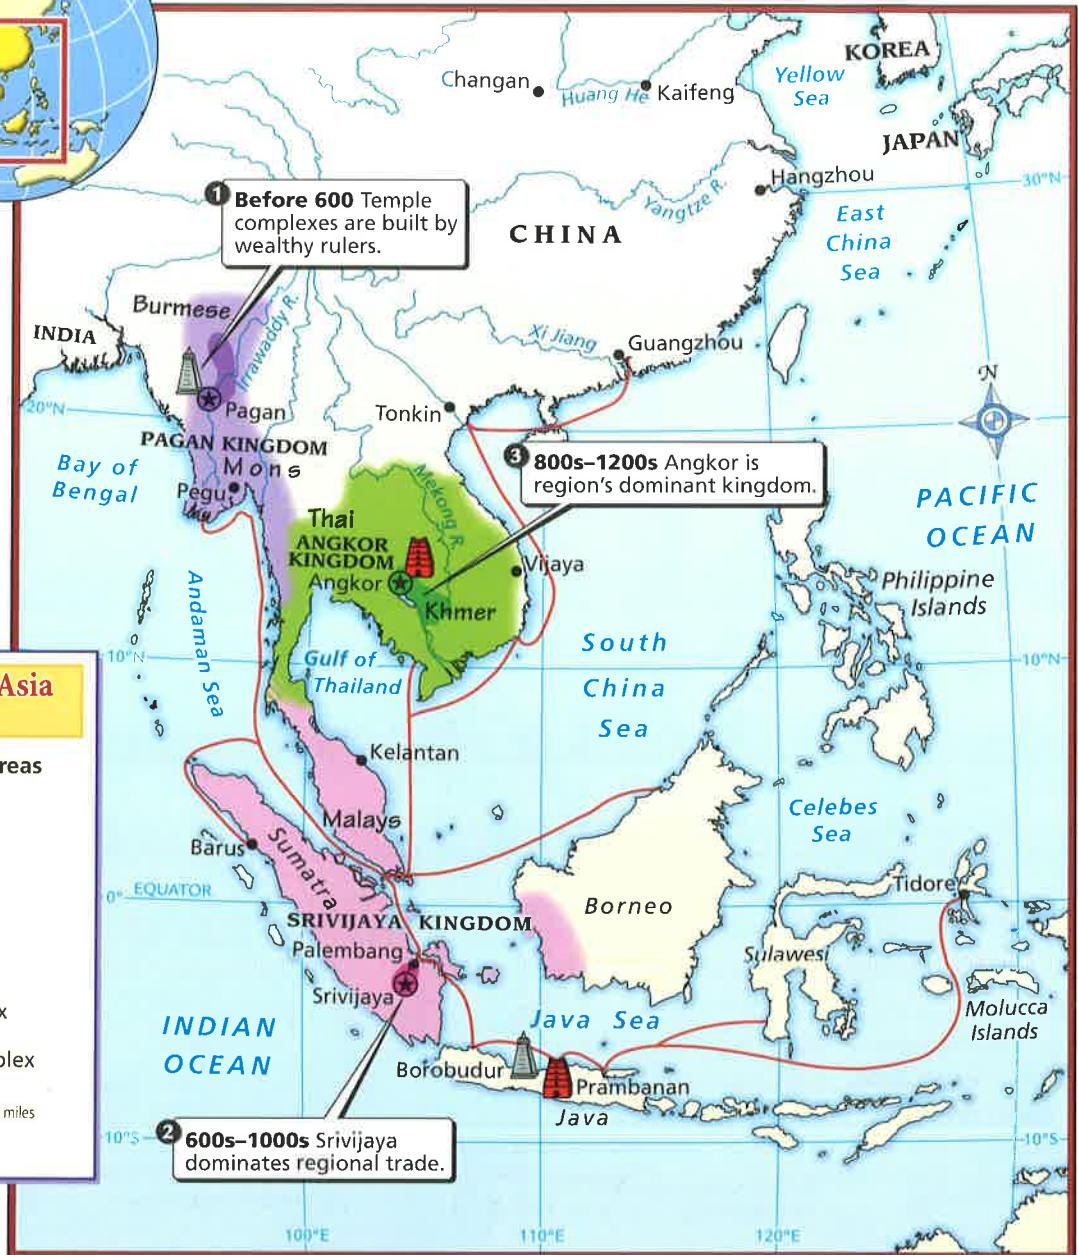 KOREA
Changan
Huang He
Kaifeng
Yellow
Sea
JAPAN
Hangzhou
30°N
Yangtze R.
1 Before 600 Temple
complexes are built by
wealthy rulers.
CHINA
East
China
Sea
Burmese
INDIA
Irrawaddy R.
Xi Jiang
Guangzhou
N
20°N
Pagan
Tonkin
PAGAN KINGDOM
Mons
Bay of
Bengal
Pegu
3 800s–1200s Angkor is
region's dominant kingdom.
Mekong R.
PACIFIC
OCEAN
Thai
ANGKOR
KINGDOM
Angkor
Vijaya
Khmer
Andaman Sea
Philippine
Islands
10°N
10°N
Gulf of
Thailand
South
China
Sea
Asia
reas
Kelantan
Malays
Celebes
Sea
Barus
Sumatra
0°
EQUATOR
Tidore
Borneo
SRIVIJAYA KINGDOM
Palembang
Sulawesi
Srivijaya
x
plex
miles
INDIAN
OCEAN
Java Sea
Molucca
Islands
Borobudur
Prambanan
Java
2 600s–1000s Srivijaya
dominates regional trade.
10°S
10°S
100°E
110°E
120°E